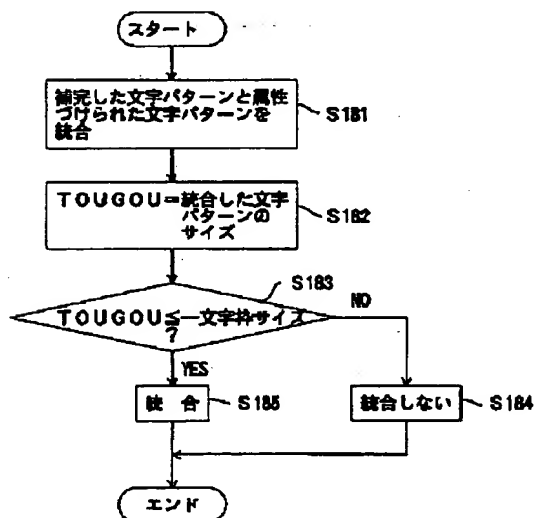 スタート
補完した文字パターンと属性
づけられた文字パターンを
統合
S181
TOUGOU=統合した文字
パターンの
サイズ
S182
S183
TOUGOU≦一文字枠サイズ
?
NO
YES
統 合
S185
統合しない
S184
エンド